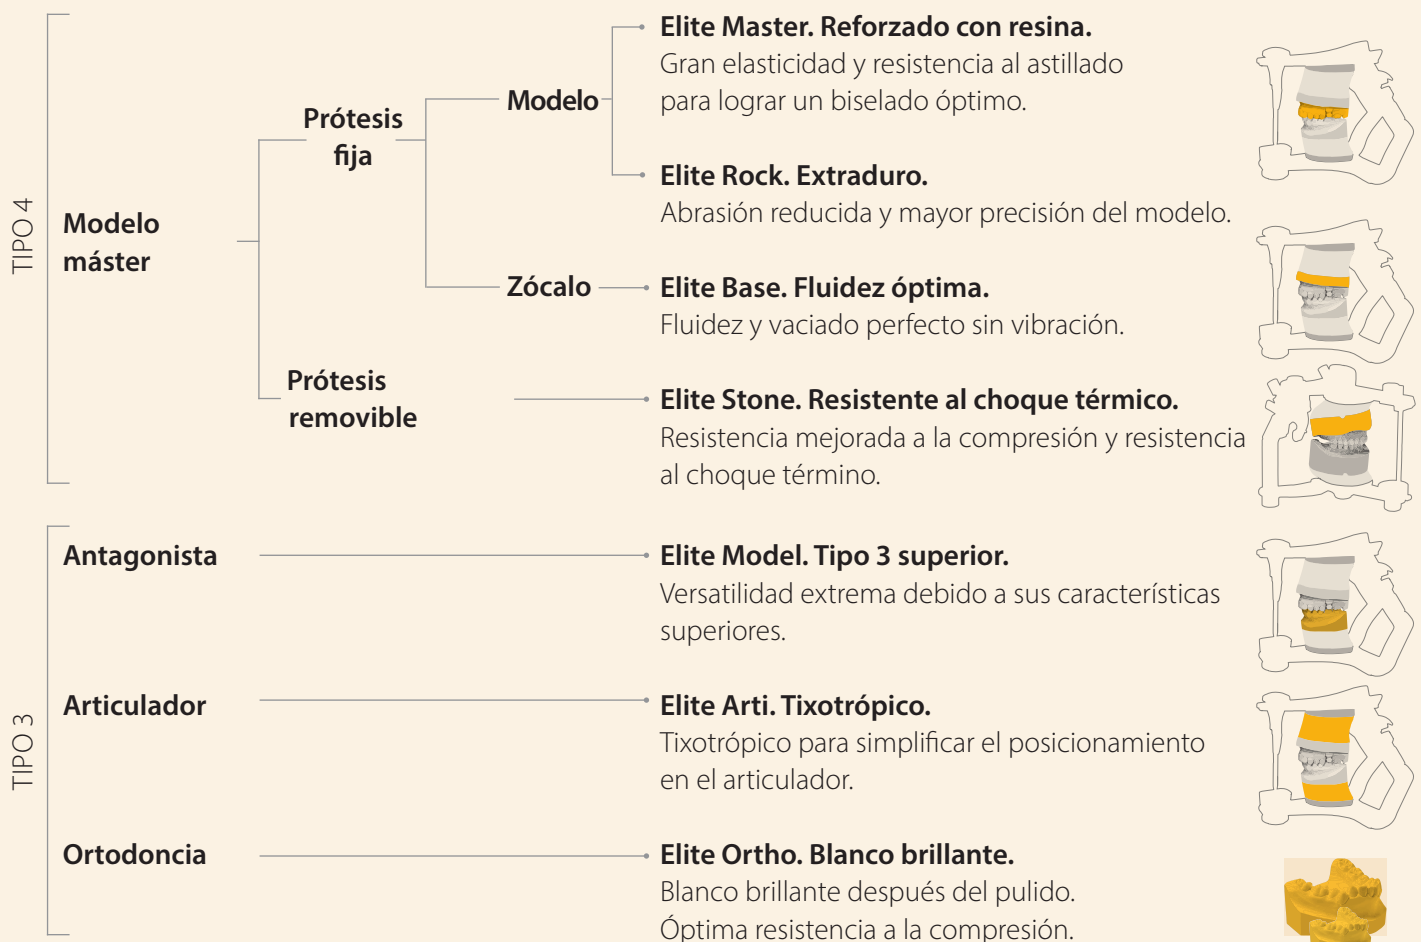 TIPO 4
Modelo
máster
Prótesis
fija
Modelo
Elite Master. Reforzado con resina.
Gran elasticidad y resistencia al astillado
para lograr un biselado óptimo.
Elite Rock. Extraduro.
Abrasión reducida y mayor precisión del modelo.
Zócalo
Elite Base. Fluidez óptima.
Fluidez y vaciado perfecto sin vibración.
Prótesis
removible
Elite Stone. Resistente al choque térmico.
Resistencia mejorada a la compresión y resistencia
al choque término.
TIPO 3
Antagonista
Elite Model. Tipo 3 superior.
Versatilidad extrema debido a sus características
superiores.
Articulador
Elite Arti. Tixotrópico.
Tixotrópico para simplificar el posicionamiento
en el articulador.
Ortodoncia
Elite Ortho. Blanco brillante.
Blanco brillante después del pulido.
Óptima resistencia a la compresión.